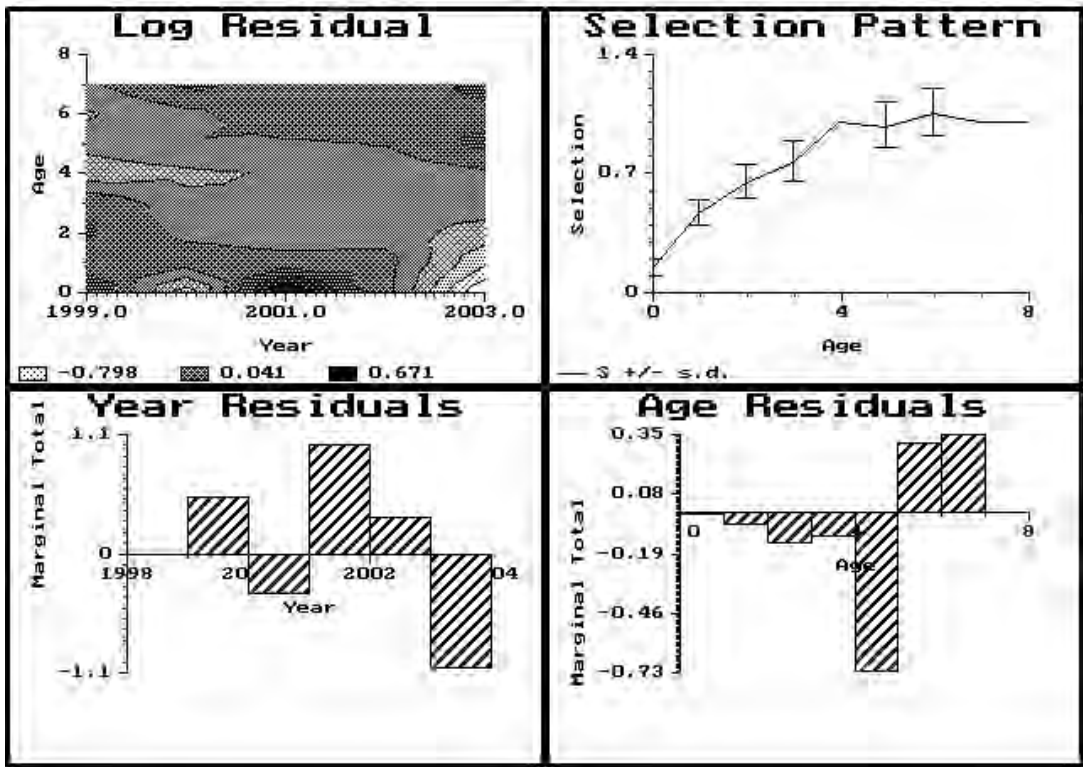 Log Residual
8
6
4
2
0
Age
1999.0 2001.0 2003.0
Year
-0.798 0.041 0.671
Selection Pattern
1.4
0.7
0
Selection
0 4 8
Age
S +/- s.d.
Year Residuals
1.1
0
-1.1
Marginal Total
1998 20 2002 04
Year
Age Residuals
0.35
0.08
-0.19
-0.46
-0.73
Marginal Total
0 8
Age